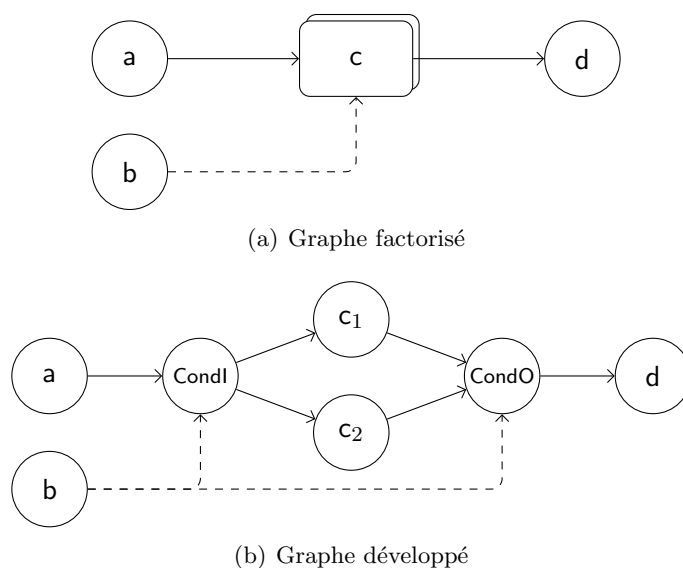 a c d
b
(a) Graphe factorisé
c₁
a CondI CondO d
c₂
b
(b) Graphe développé